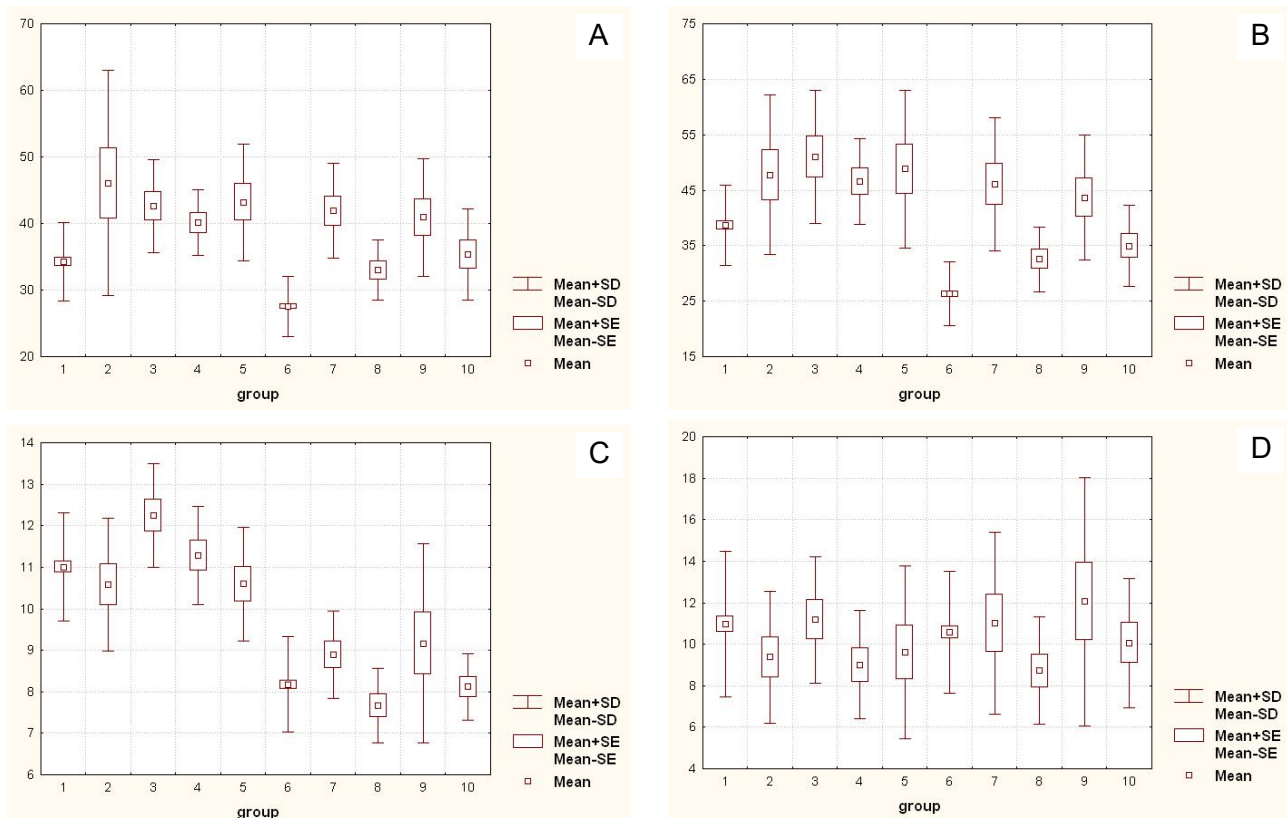 A
70
60
50
40
30
20
1 2 3 4 5 6 7 8 9 10
group
Mean+SD
Mean-SD
Mean+SE
Mean-SE
Mean
B
75
65
55
45
35
25
15
1 2 3 4 5 6 7 8 9 10
group
Mean+SD
Mean-SD
Mean+SE
Mean-SE
Mean
C
14
13
12
11
10
9
8
7
6
1 2 3 4 5 6 7 8 9 10
group
Mean+SD
Mean-SD
Mean+SE
Mean-SE
Mean
D
20
18
16
14
12
10
8
6
4
1 2 3 4 5 6 7 8 9 10
group
Mean+SD
Mean-SD
Mean+SE
Mean-SE
Mean